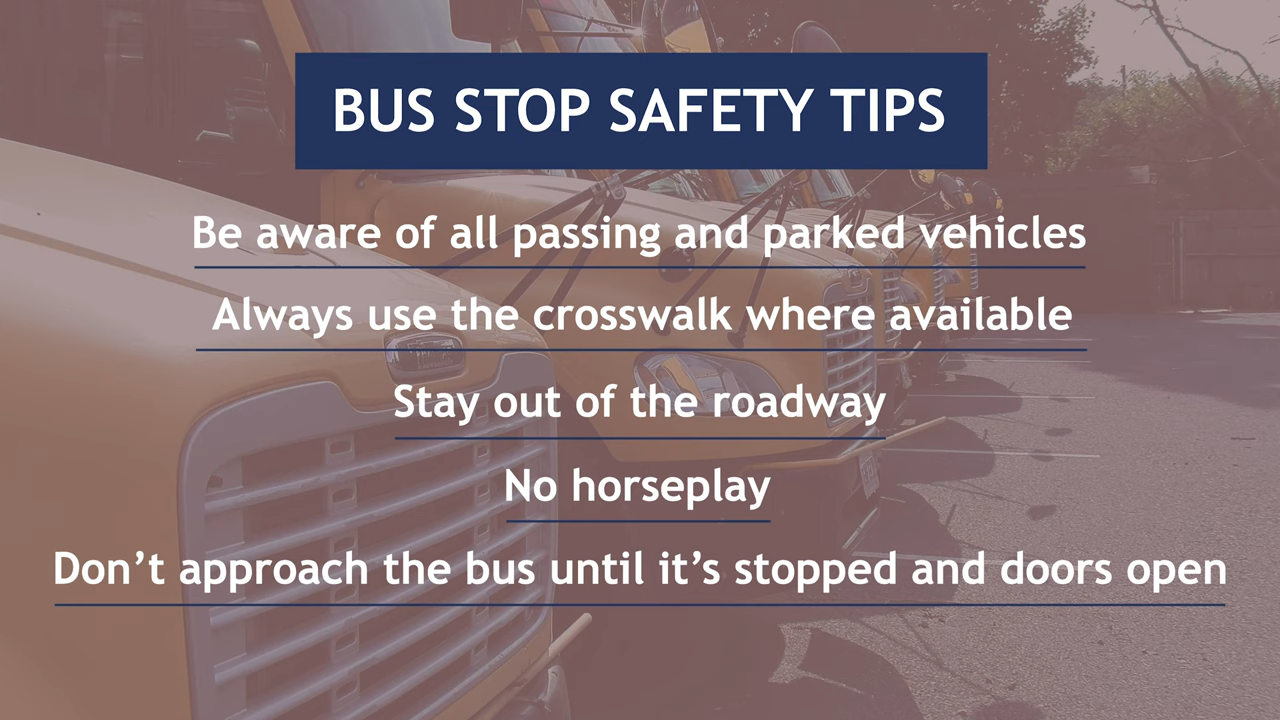 BUS STOP SAFETY TIPS
Be aware of all passing and parked vehicles
Always use the crosswalk where available
Stay out of the roadway
No horseplay
Don’t approach the bus until it’s stopped and doors open